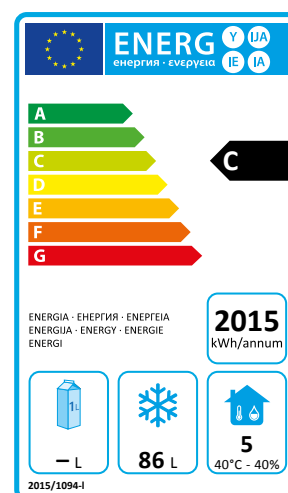 ENERG Y IJA
енергия · ενεργεια IE IA
A
B
C
D
E
F
G
C
ENERGIA · ЕНЕРГИЯ · ΕΝΕΡΓΕΙΑ
ENERGIJA · ENERGY · ENERGIE
ENERGI
2015
kWh/annum
1L
– L
86 L
5
40°C - 40%
2015/1094-I